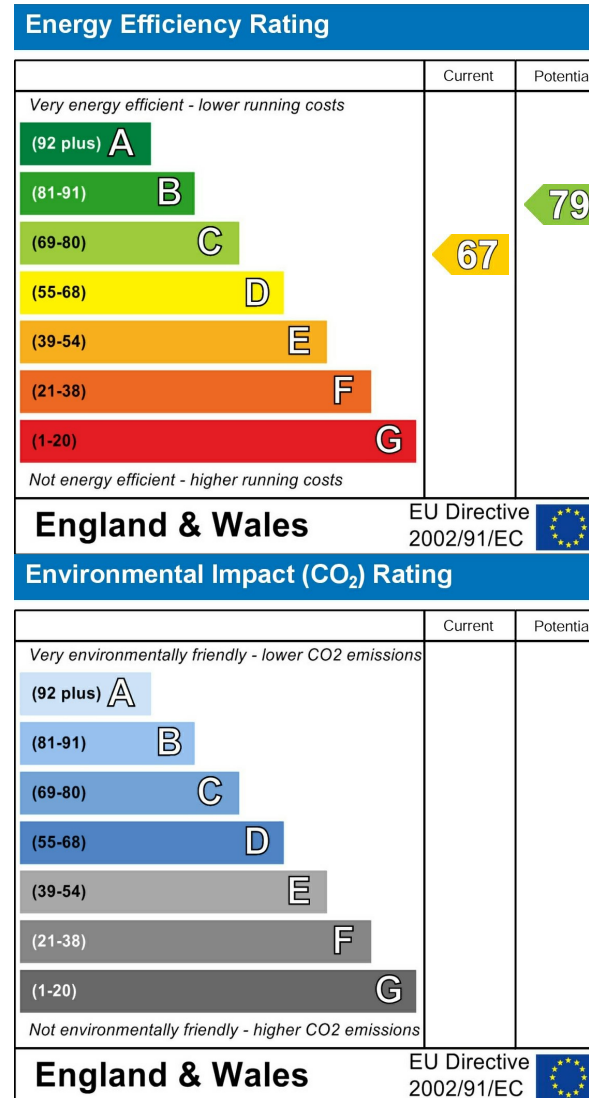 Energy Efficiency Rating
Current Potentia
Very energy efficient - lower running costs
(92 plus) A
(81-91) B
79
(69-80) C
67
(55-68) D
(39-54) E
(21-38) F
(1-20) G
Not energy efficient - higher running costs
England & Wales
EU Directive
2002/91/EC
Environmental Impact (CO₂) Rating
Current Potentia
Very environmentally friendly - lower CO2 emissions
(92 plus) A
(81-91) B
(69-80) C
(55-68) D
(39-54) E
(21-38) F
(1-20) G
Not environmentally friendly - higher CO2 emissions
England & Wales
EU Directive
2002/91/EC